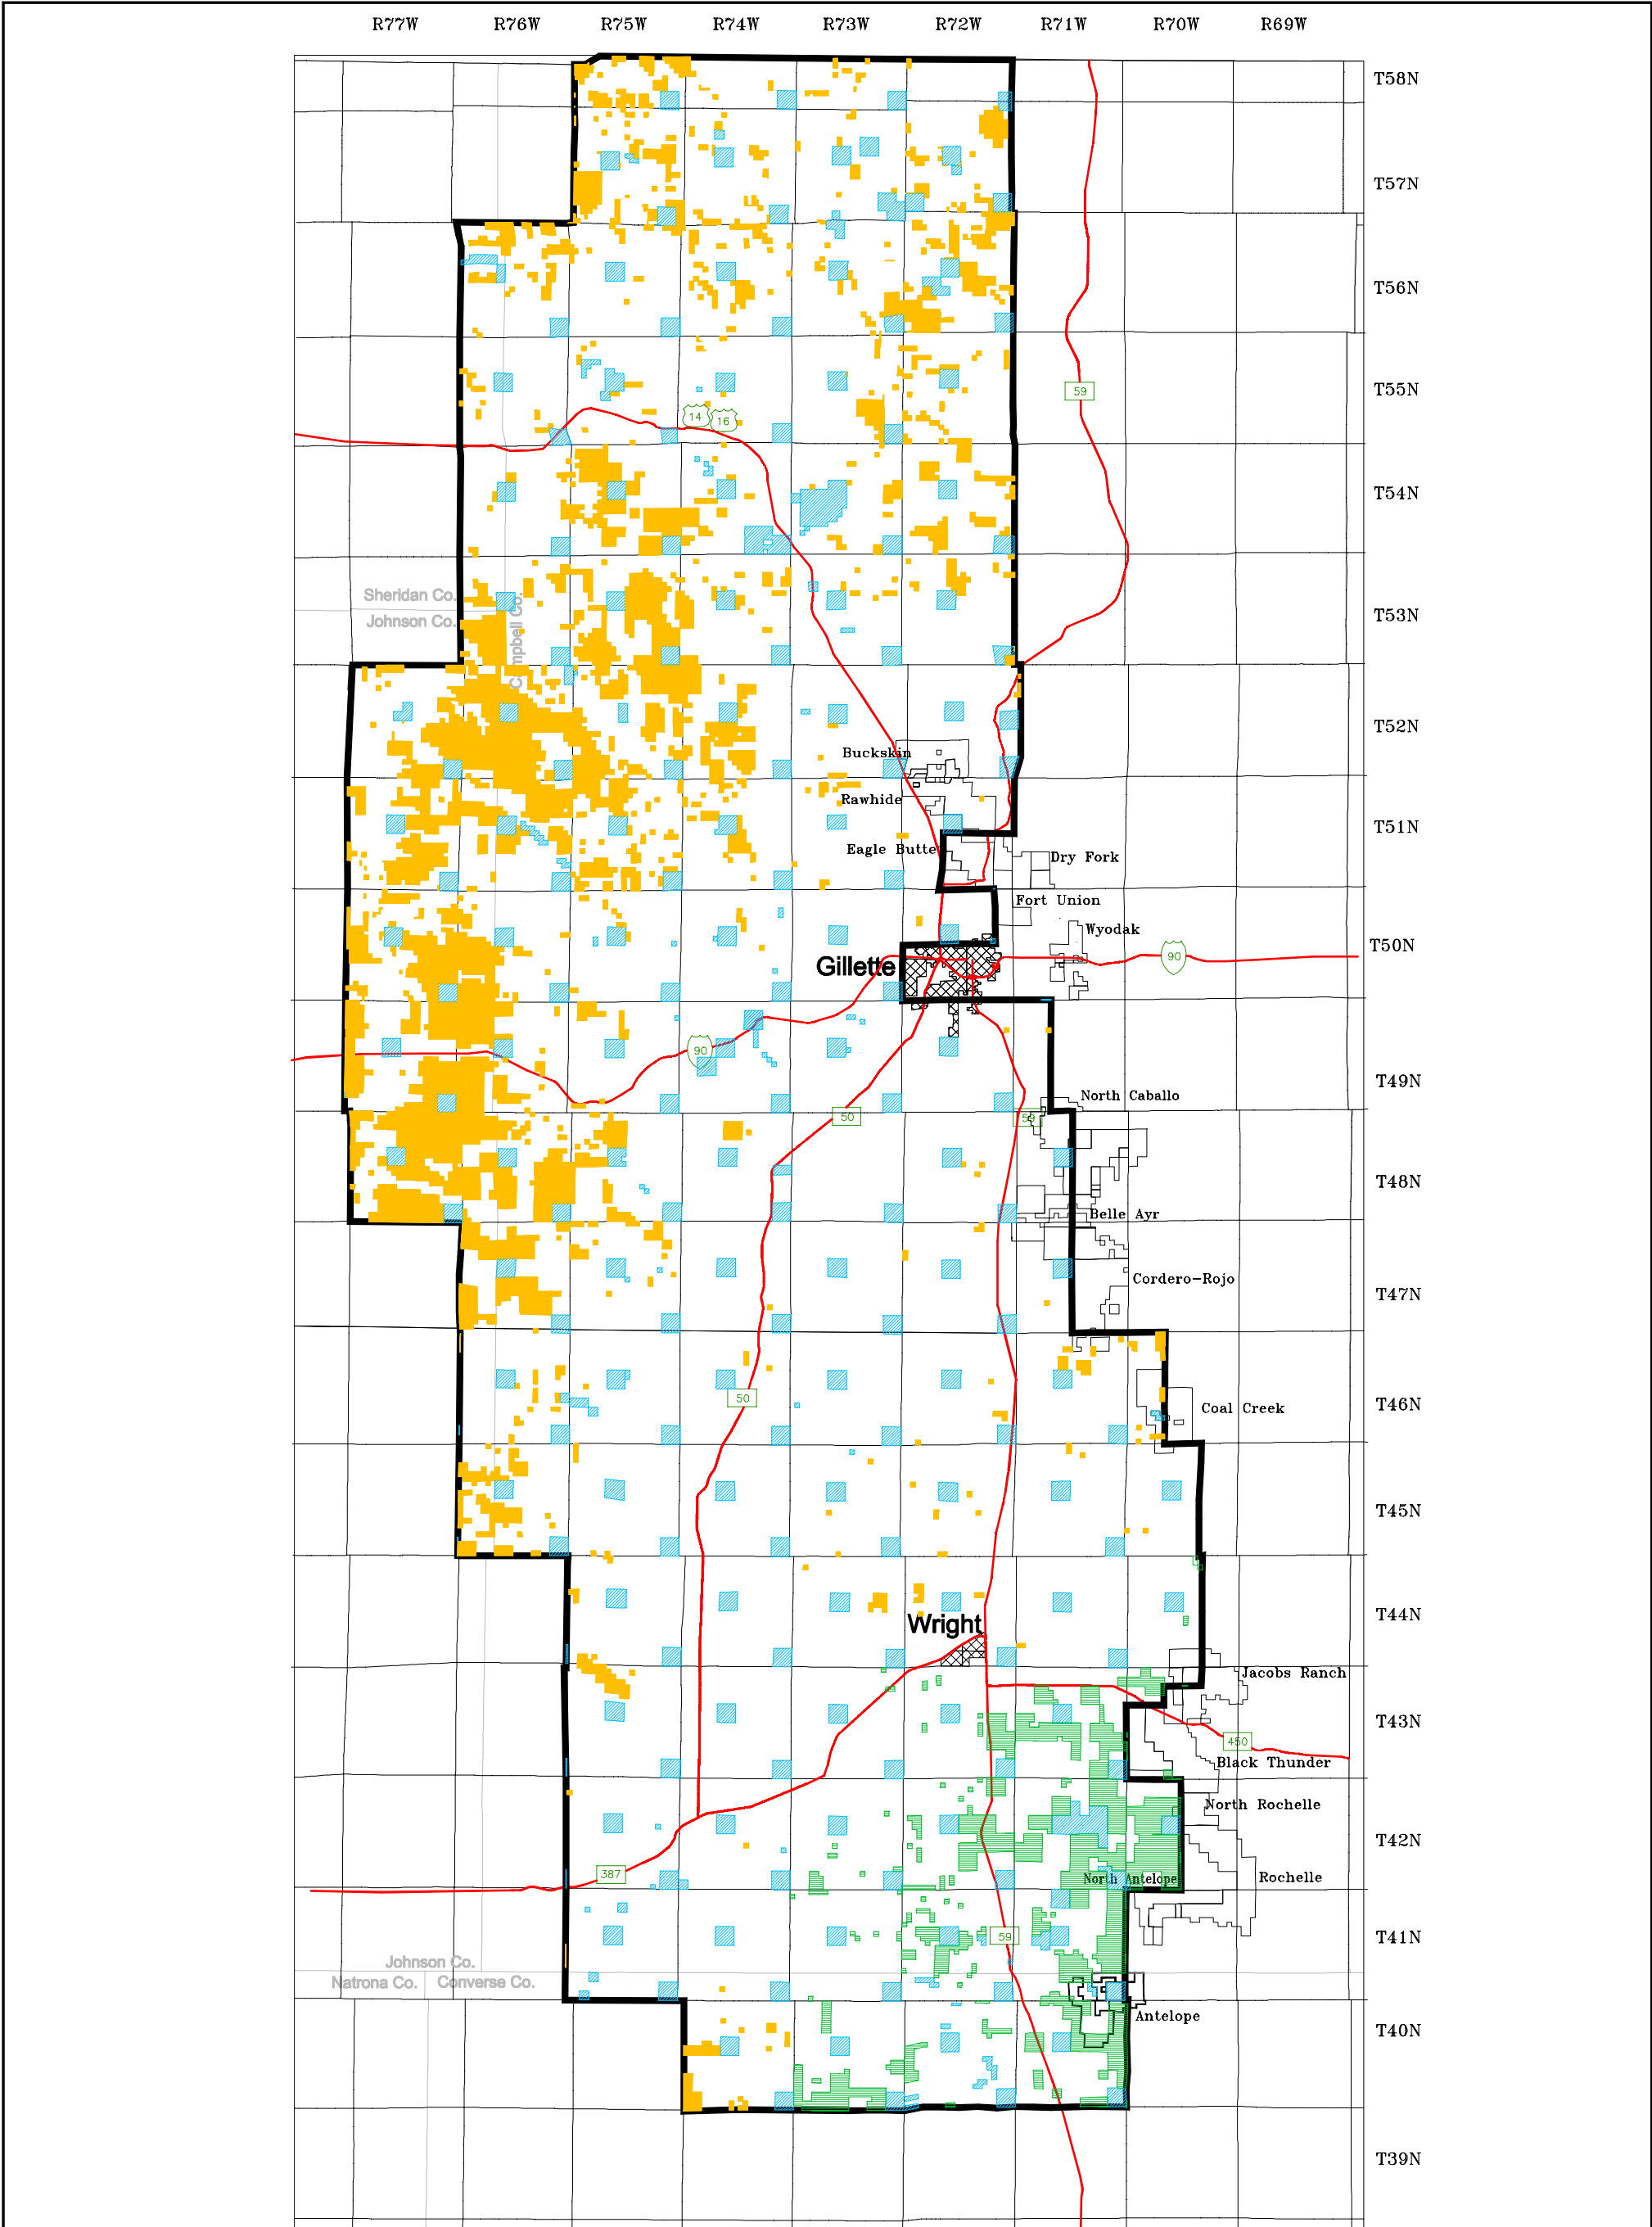 R77W R76W R75W R74W R73W R72W R71W R70W R69W
T58N
T57N
T56N
T55N
59
14
16
T54N
Sheridan Co.
Johnson Co.
Campbell Co.
T53N
T52N
Buckskin
Rawhide
T51N
Eagle Butte
Dry Fork
Fort Union
Wyodak
T50N
Gillette
90
90
T49N
North Caballo
50
59
T48N
Belle Ayr
Cordero-Rojo
T47N
50
T46N
Coal Creek
T45N
T44N
Wright
Jacobs Ranch
T43N
450
Black Thunder
North Rochelle
T42N
387
North Antelope
Rochelle
59
T41N
Johnson Co.
Natrona Co. Converse Co.
Antelope
T40N
T39N